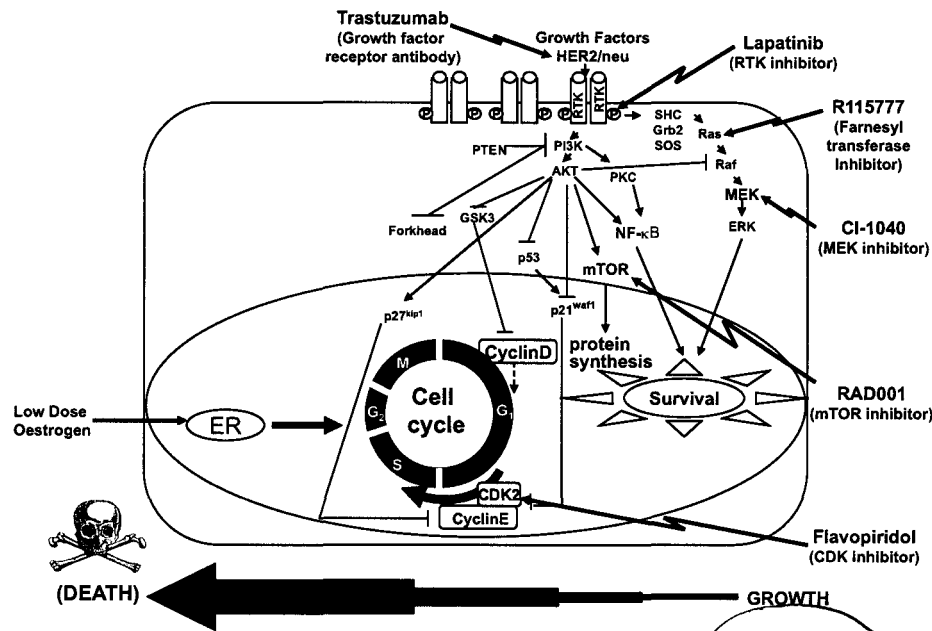 Trastuzumab
(Growth factor
receptor antibody)
Growth Factors
HER2/neu
Lapatinib
(RTK inhibitor)
P
P
P
P
P
RTK
RTK
P
SHC
Grb2
SOS
Ras
R115777
(Farnesyl
transferase
Inhibitor)
PTEN
PI3K
Raf
AKT
PKC
MEK
GSK3
Forkhead
NF-κB
ERK
CI-1040
(MEK inhibitor)
p53
mTOR
p27kip1
p21waf1
CyclinD
protein
synthesis
M
G2
S
G1
Cell
cycle
Survival
RAD001
(mTOR inhibitor)
Low Dose
Oestrogen
ER
CDK2
CyclinE
Flavopiridol
(CDK inhibitor)
(DEATH)
GROWTH